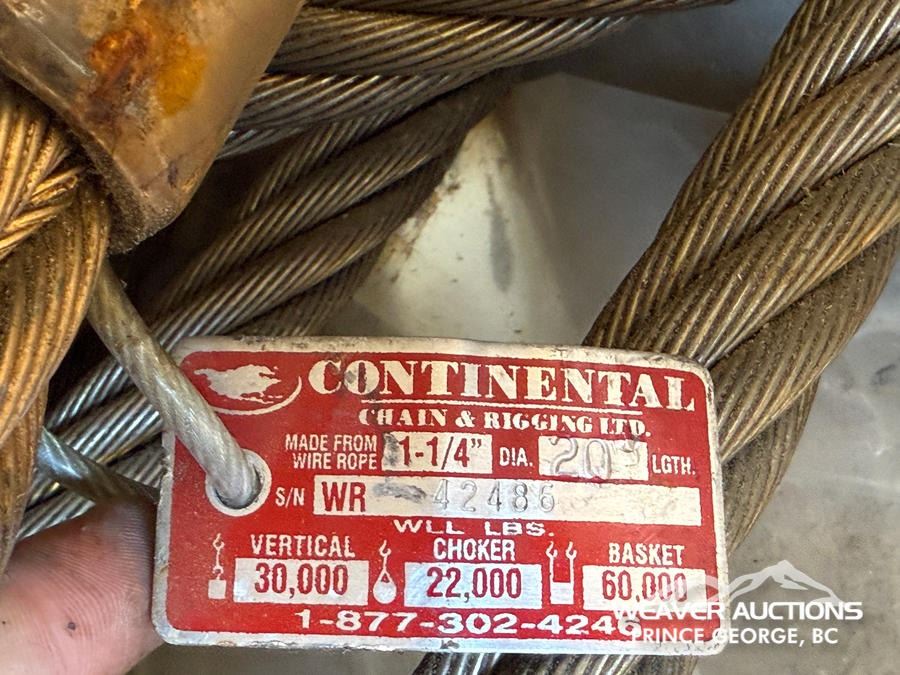 CONTINENTAL
CHAIN & RIGGING LTD.
MADE FROM WIRE ROPE 1-1/4" DIA. 20' LGTH.
S/N WR 42486
WLL LBS.
VERTICAL CHOKER BASKET
30,000 22,000 60,000
1-877-302-4246
WEAVER AUCTIONS
PRINCE GEORGE, BC